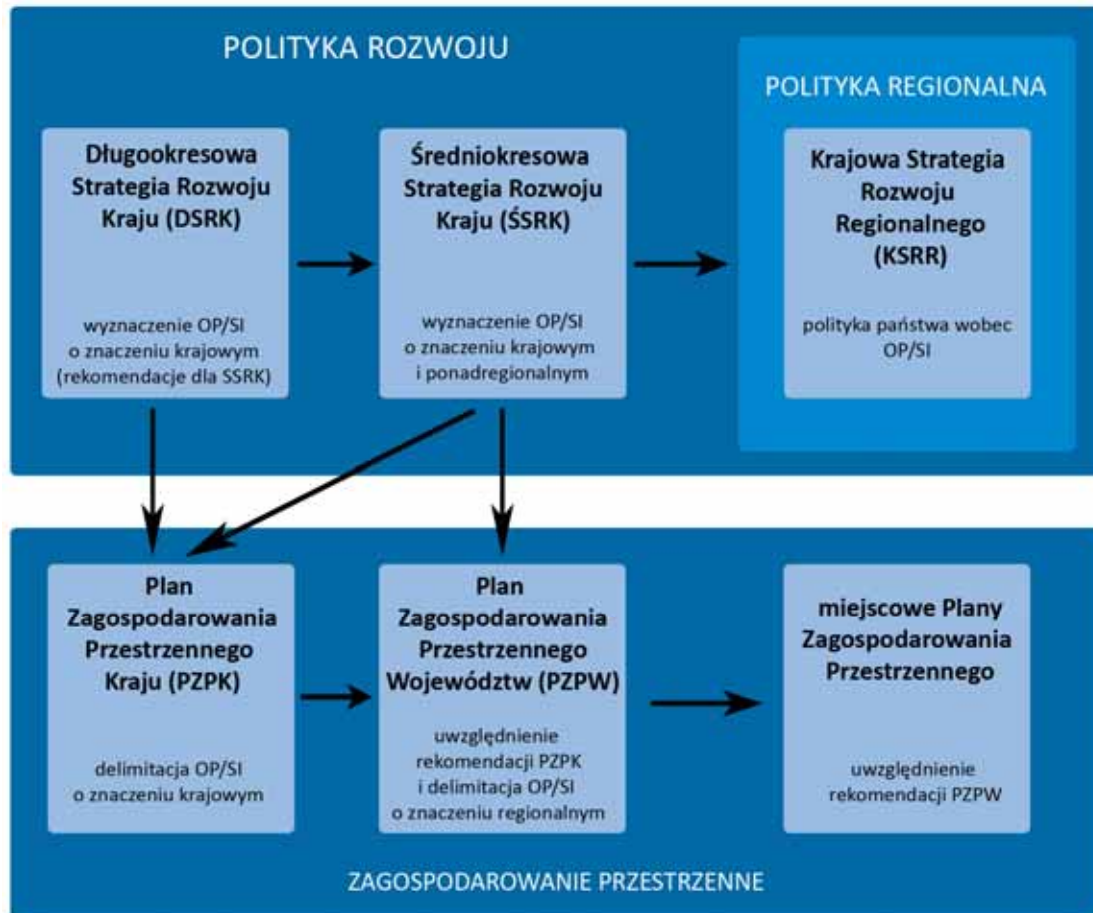 POLITYKA ROZWOJU
POLITYKA REGIONALNA
Długookresowa
Strategia Rozwoju
Kraju (DSRK)
wyznaczenie OP/SI
o znaczeniu krajowym
(rekomendacje dla SSRK)
Średniokresowa
Strategia Rozwoju
Kraju (ŚSRK)
wyznaczenie OP/SI
o znaczeniu krajowym
i ponadregionalnym
Krajowa Strategia
Rozwoju
Regionalnego
(KSRR)
polityka państwa wobec
OP/SI
Plan
Zagospodarowania
Przestrzennego
Kraju (PZPK)
delimitacja OP/SI
o znaczeniu krajowym
Plan
Zagospodarowania
Przestrzennego
Województw (PZPW)
uwzględnienie
rekomendacji PZPK
i delimitacja OP/SI
o znaczeniu regionalnym
miejscowe Plany
Zagospodarowania
Przestrzennego
uwzględnienie
rekomendacji PZPW
ZAGOSPODAROWANIE PRZESTRZENNE